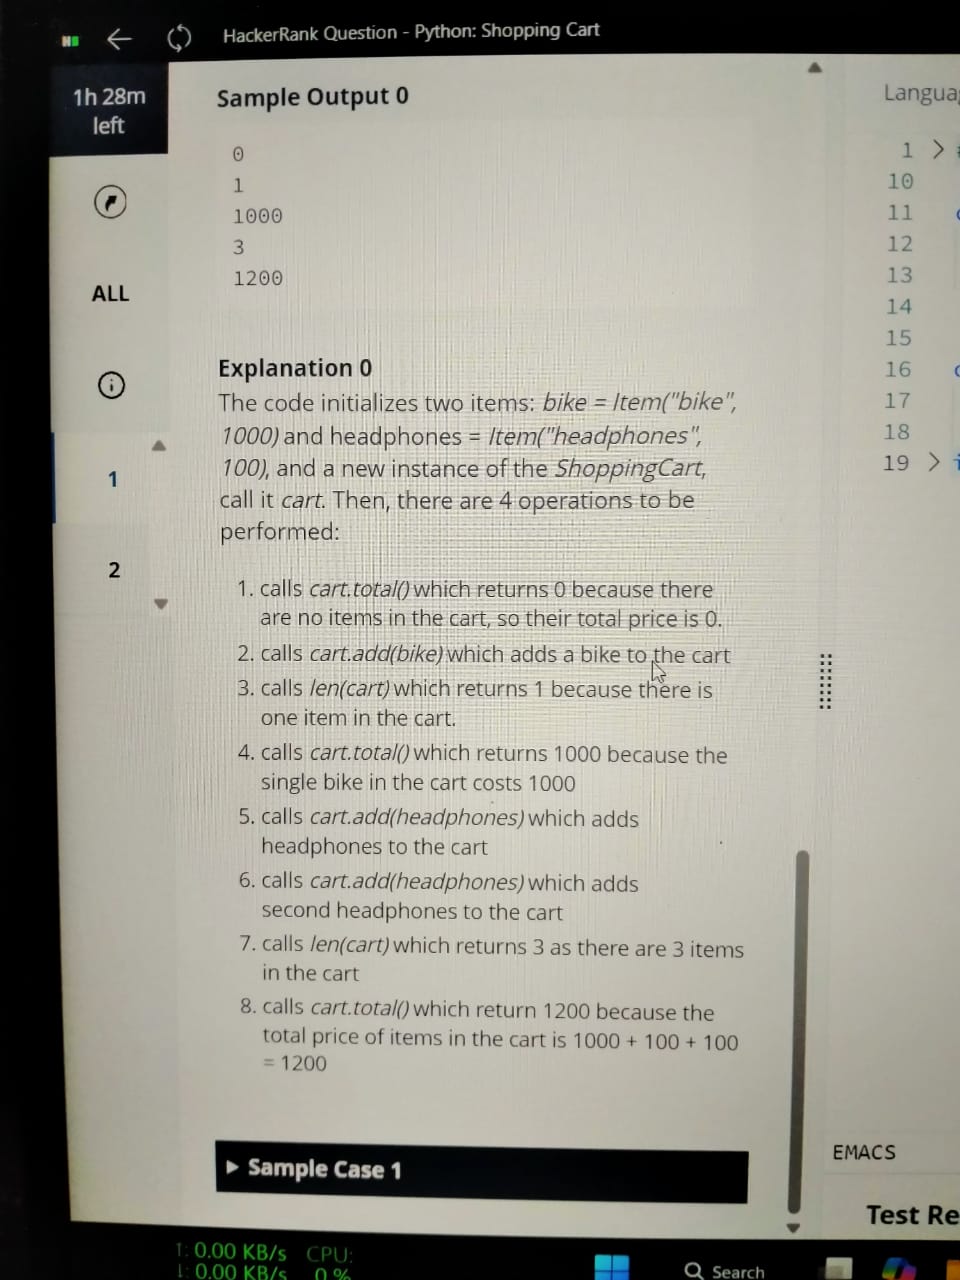 HackerRank Question - Python: Shopping Cart
1h 28m
left
ALL
1
2
Sample Output 0
0
1
1000
3
1200
Explanation 0
The code initializes two items: bike = Item("bike",
1000) and headphones = Item("headphones",
100), and a new instance of the ShoppingCart,
call it cart. Then, there are 4 operations to be
performed:
1. calls cart.total() which returns 0 because there
are no items in the cart, so their total price is 0.
2. calls cart.add(bike) which adds a bike to the cart
3. calls len(cart) which returns 1 because there is
one item in the cart.
4. calls cart.total() which returns 1000 because the
single bike in the cart costs 1000
5. calls cart.add(headphones) which adds
headphones to the cart
6. calls cart.add(headphones) which adds
second headphones to the cart
7. calls len(cart) which returns 3 as there are 3 items
in the cart
8. calls cart.total() which return 1200 because the
total price of items in the cart is 1000 + 100 + 100
= 1200
Sample Case 1
1
10
11
12
13
14
15
16
17
18
19
EMACS
Test
0.00 KB/s CPU:
0.00 KB/s 0 %
Search